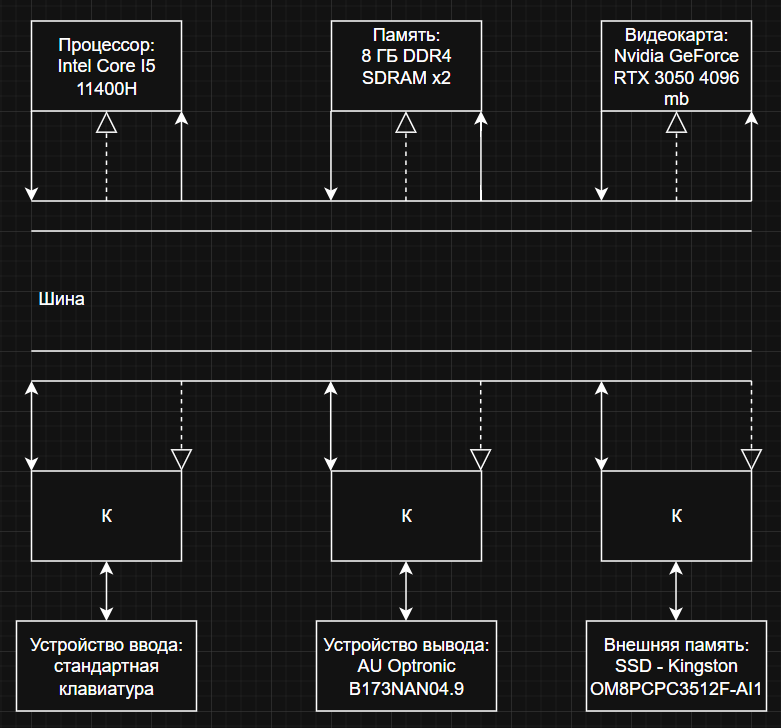 Процессор:
Intel Core I5
11400H
Память:
8 ГБ DDR4
SDRAM x2
Видеокарта:
Nvidia GeForce
RTX 3050 4096
mb
Шина
К
К
К
Устройство ввода:
стандартная
клавиатура
Устройство вывода:
AU Optronic
B173NAN04.9
Внешняя память:
SSD - Kingston
OM8PCPC3512F-AI1